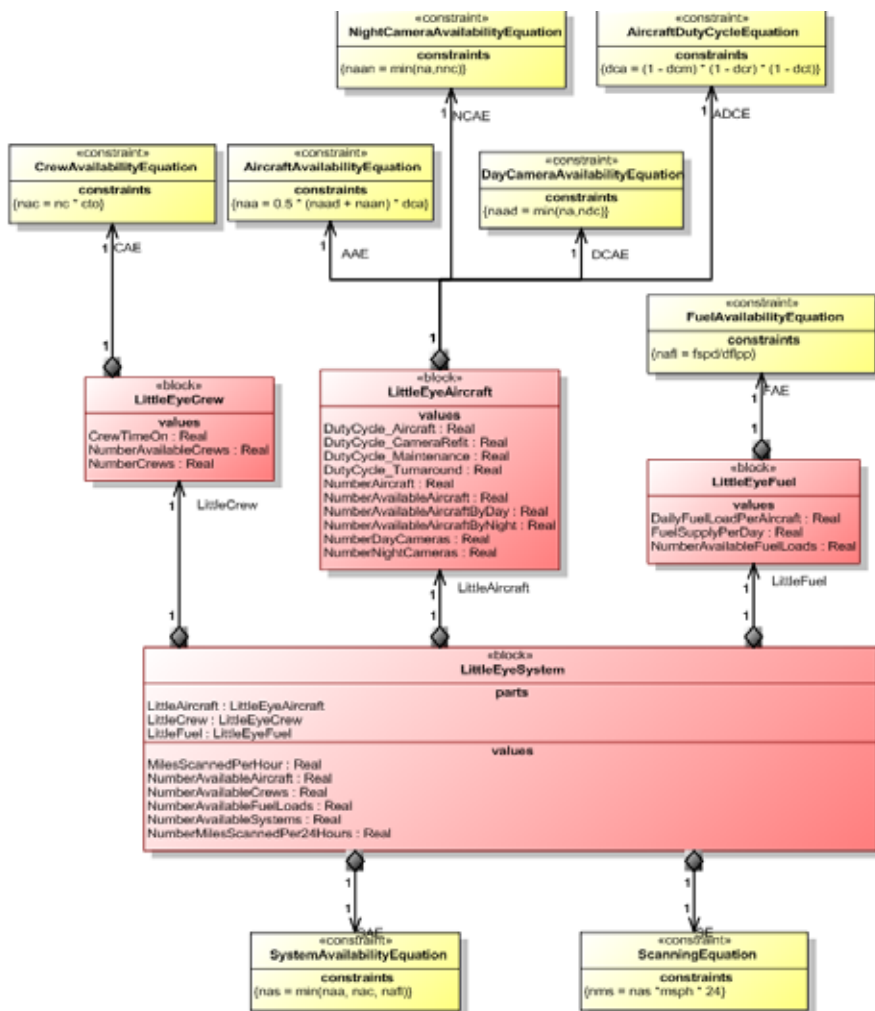 NightCameraAvailabilityEquation
constraints
{naan = min(na,nnc)}
AircraftDutyCycleEquation
constraints
{dca = (1 - dcm) * (1 - dcr) * (1 - dct)}
1
NCAE
1
ADCE
«constraint»
CrewAvailabilityEquation
constraints
{nac = nc * cto}
«constraint»
AircraftAvailabilityEquation
constraints
{naa = 0.5 * (naad + naan) * dca}
«constraint»
DayCameraAvailabilityEquation
constraints
{naad = min(na,ndc)}
1
CAE
1
AAE
1
DCAE
«constraint»
FuelAvailabilityEquation
constraints
{nafl = fspd/dflpp}
1
1
FAE
1
1
«block»
LittleEyeCrew
values
CrewTimeOn : Real
NumberAvailableCrews : Real
NumberCrews : Real
«block»
LittleEyeAircraft
values
DutyCycle_Aircraft : Real
DutyCycle_CameraRefit : Real
DutyCycle_Maintenance : Real
DutyCycle_Turnaround : Real
NumberAircraft : Real
NumberAvailableAircraft : Real
NumberAvailableAircraftByDay : Real
NumberAvailableAircraftByNight : Real
NumberDayCameras : Real
NumberNightCameras : Real
«block»
LittleEyeFuel
values
DailyFuelLoadPerAircraft : Real
FuelSupplyPerDay : Real
NumberAvailableFuelLoads : Real
1
LittleCrew
1
LittleAircraft
1
LittleFuel
1
1
1
«block»
LittleEyeSystem
parts
LittleAircraft : LittleEyeAircraft
LittleCrew : LittleEyeCrew
LittleFuel : LittleEyeFuel
values
MilesScannedPerHour : Real
NumberAvailableAircraft : Real
NumberAvailableCrews : Real
NumberAvailableFuelLoads : Real
NumberAvailableSystems : Real
NumberMilesScannedPer24Hours : Real
1
1
SAE
1
1
SE
«constraint»
SystemAvailabilityEquation
constraints
{nas = min(naa, nac, nafl)}
«constraint»
ScanningEquation
constraints
{nms = nas *msph * 24}